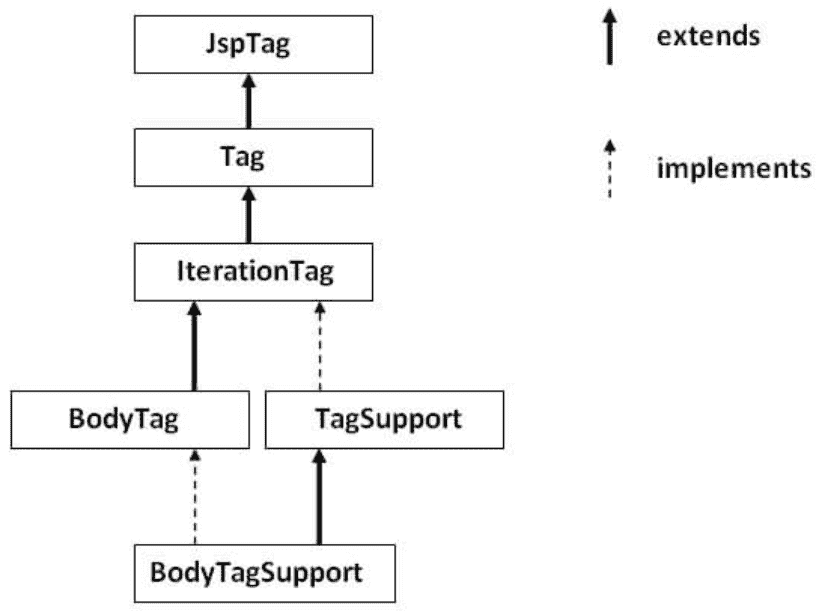 JspTag
extends
Tag
implements
IterationTag
BodyTag
TagSupport
BodyTagSupport